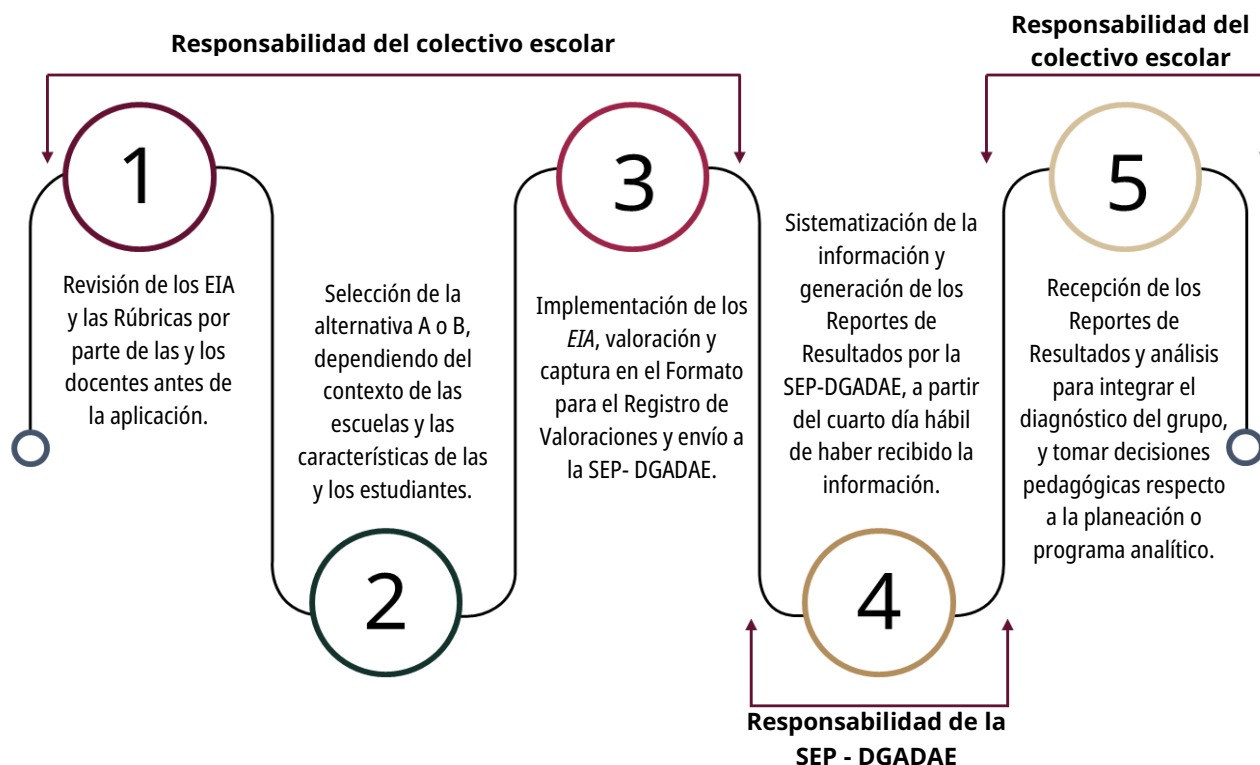 Responsabilidad del colectivo escolar
1
Revisión de los EIA
y las Rúbricas por
parte de las y los
docentes antes de
la aplicación.
Selección de la
alternativa A o B,
dependiendo del
contexto de las
escuelas y las
características de las
y los estudiantes.
2
3
Implementación de los
EIA, valoración y
captura en el Formato
para el Registro de
Valoraciones y envío a
la SEP- DGADAE.
Sistematización de la
información y
generación de los
Reportes de
Resultados por la
SEP-DGADAE, a partir
del cuarto día hábil
de haber recibido la
información.
4
Responsabilidad de la
SEP - DGADAE
Responsabilidad del
colectivo escolar
5
Recepción de los
Reportes de
Resultados y análisis
para integrar el
diagnóstico del grupo,
y tomar decisiones
pedagógicas respecto
a la planeación o
programa analítico.